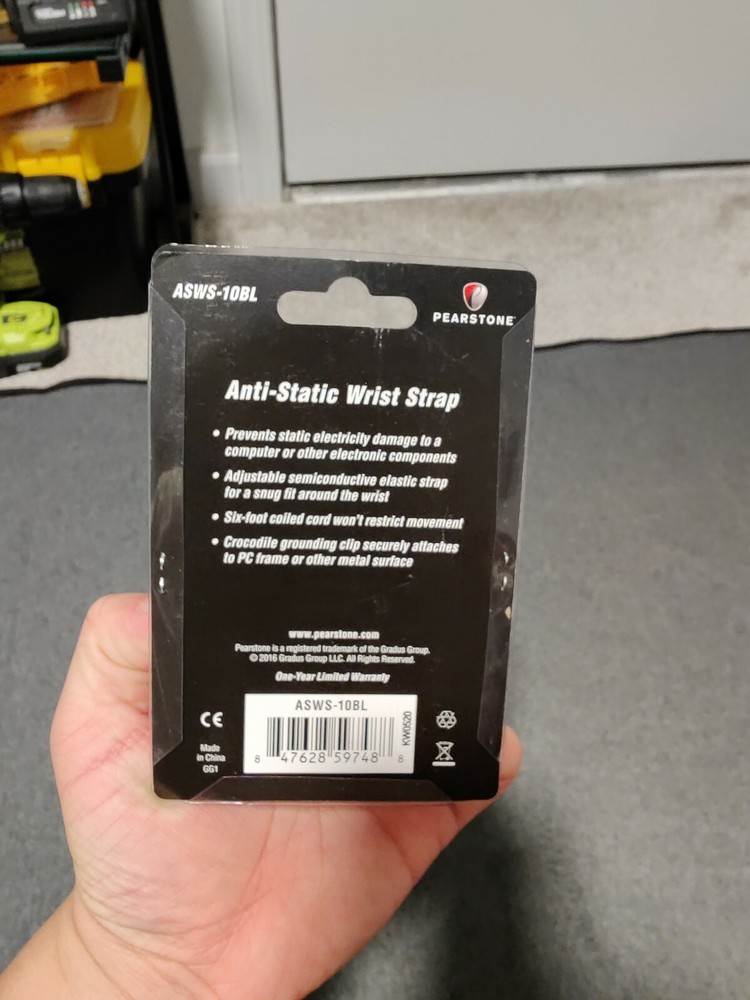 ASWS-10BL
PEARSTONE
Anti-Static Wrist Strap
• Prevents static electricity damage to a
computer or other electronic components
• Adjustable semiconductive elastic strap
for a snug fit around the wrist
• Six-foot coiled cord won't restrict movement
• Crocodile grounding clip securely attaches
to PC frame or other metal surface
www.pearstone.com
Pearstone is a registered trademark of the Gradus Group.
© 2016 Gradus Group LLC. All Rights Reserved.
One-Year Limited Warranty
CE
Made
in China
GG1
ASWS-10BL
KW0520
8 47628 59748 8